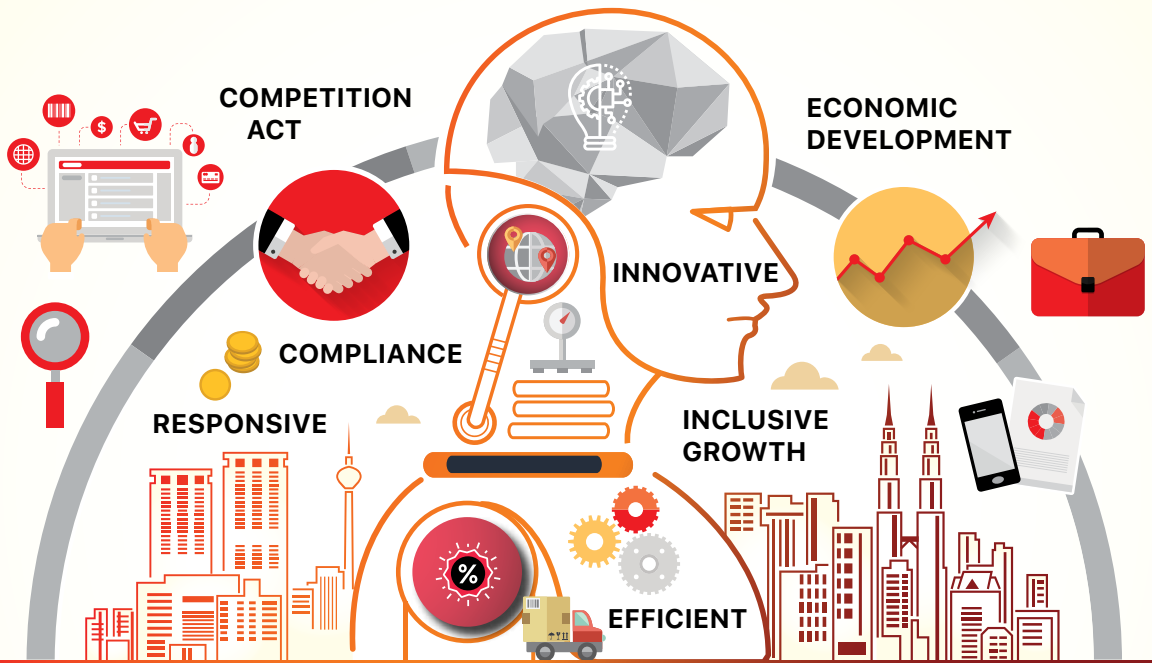 COMPETITION
ACT
ECONOMIC
DEVELOPMENT
$
INNOVATIVE
COMPLIANCE
RESPONSIVE
INCLUSIVE
GROWTH
%
EFFICIENT